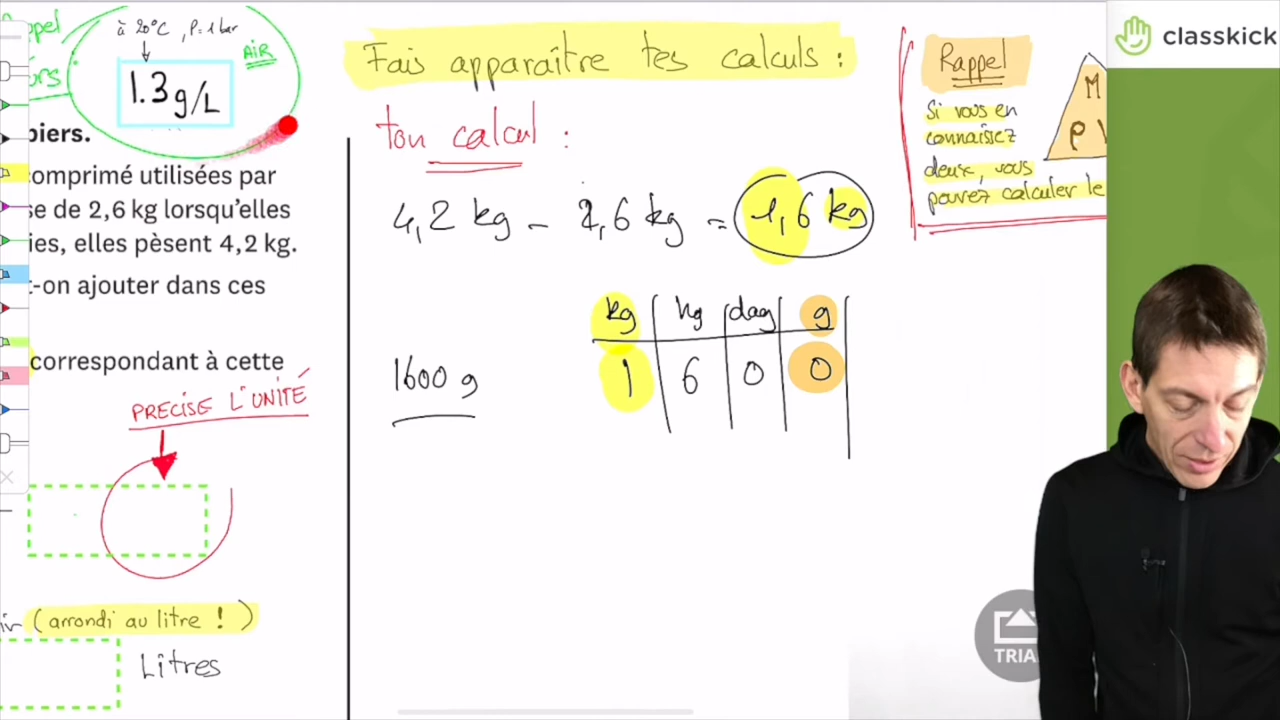 à 20°C , P=1 bar
AIR
1.3 g/L
piers.
omprimé utilisées par
se de 2,6 kg lorsqu'elles
ies, elles pèsent 4,2 kg.
t-on ajouter dans ces
correspondant à cette
PRECISE L'UNITÉ
(arrondi au litre ! )
Litres
Fais apparaître tes calculs :
ton calcul :
4,2 kg - 2,6 kg = 1,6 kg
kg hg dag g
1600 g 1 6 0 0
Rappel
Si vous en
connaissez
deux, vous
pouvez calculer le
M
ρ V
classkick
TRIA